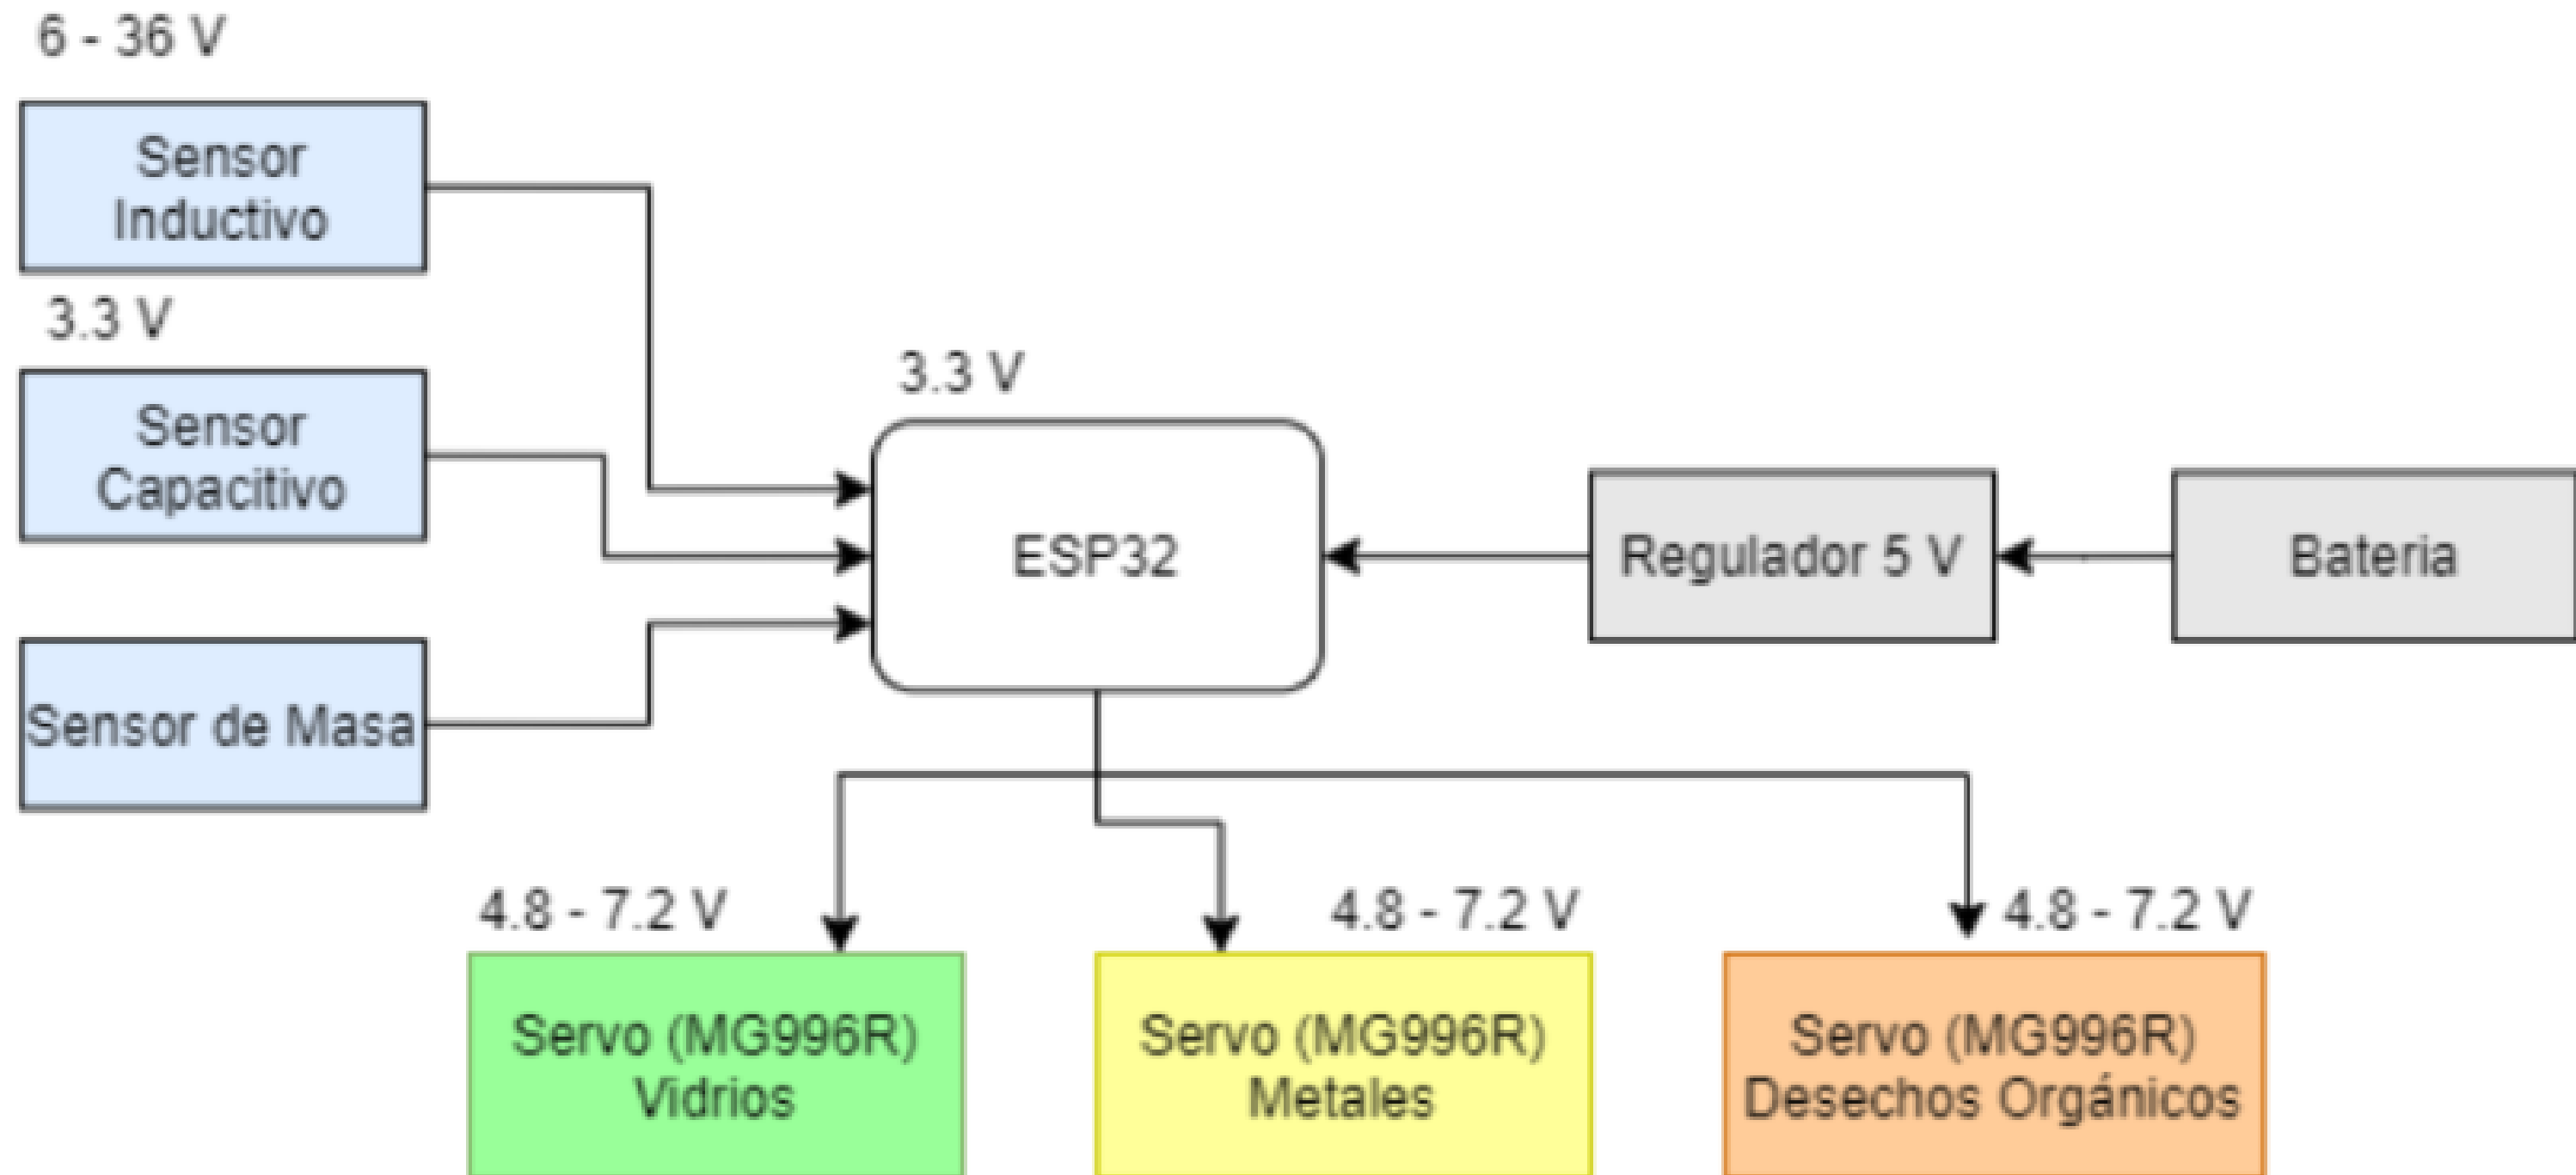 6 - 36 V
Sensor
Inductivo
3.3 V
Sensor
Capacitivo
Sensor de Masa
3.3 V
ESP32
Regulador 5 V
Bateria
4.8 - 7.2 V
Servo (MG996R)
Vidrios
4.8 - 7.2 V
Servo (MG996R)
Metales
4.8 - 7.2 V
Servo (MG996R)
Desechos Orgánicos